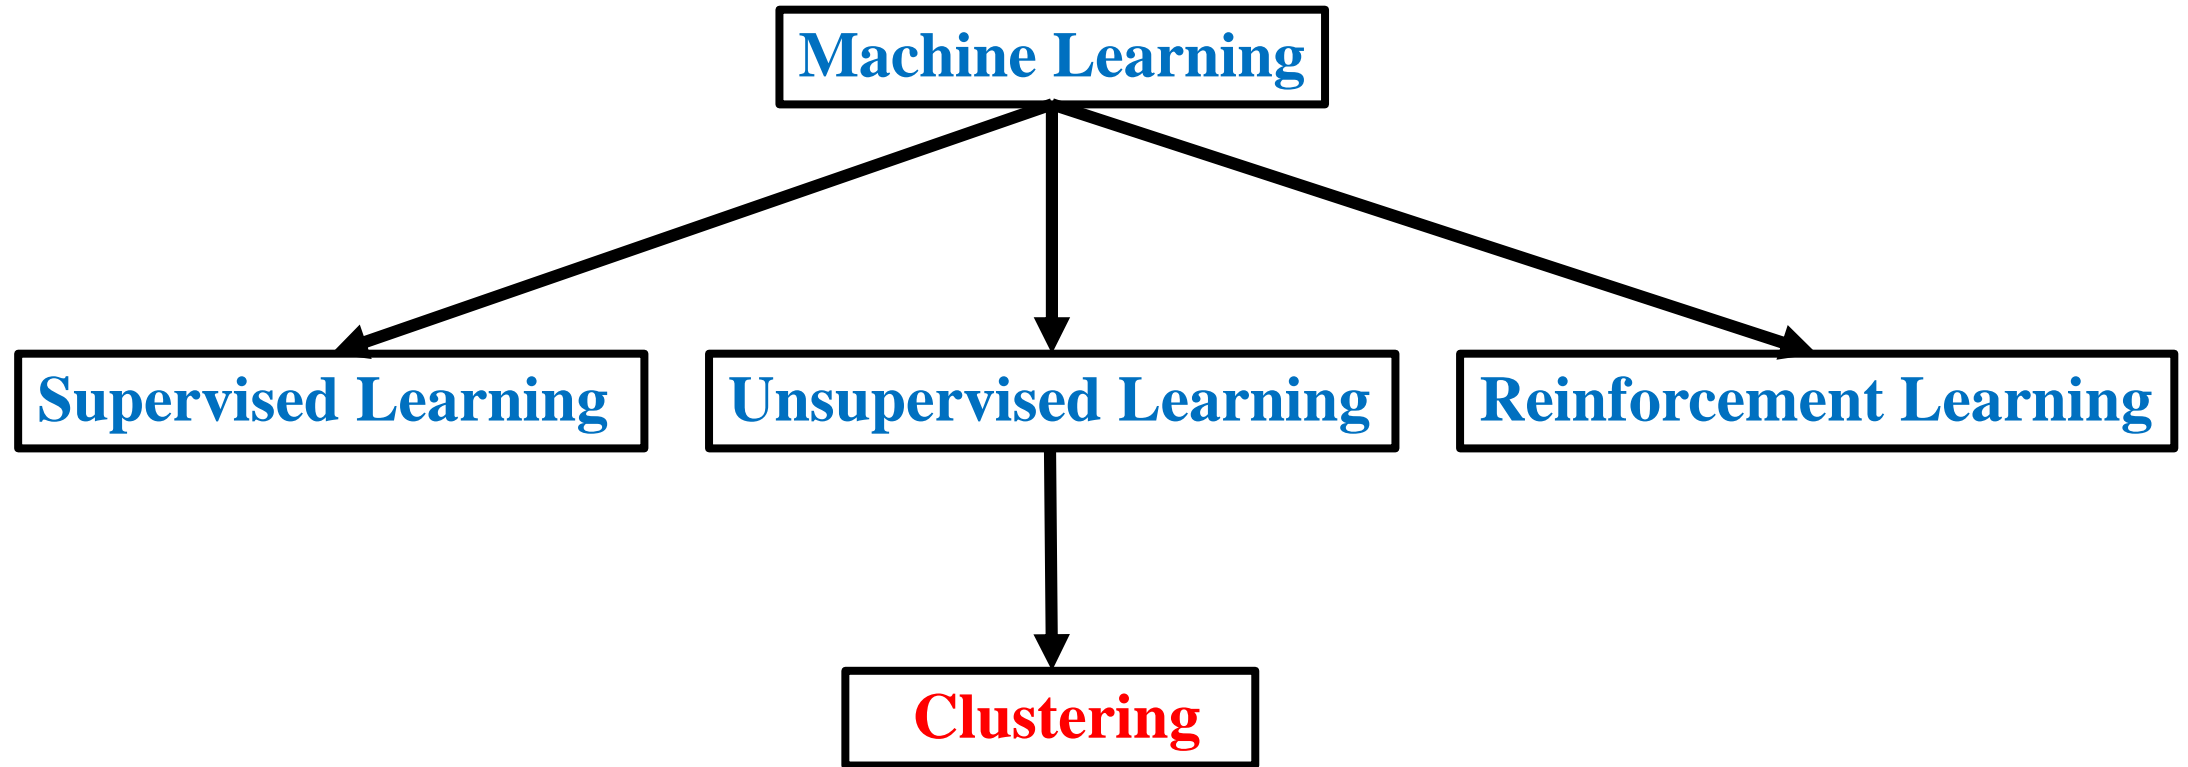 Machine Learning
Supervised Learning
Unsupervised Learning
Reinforcement Learning
Clustering